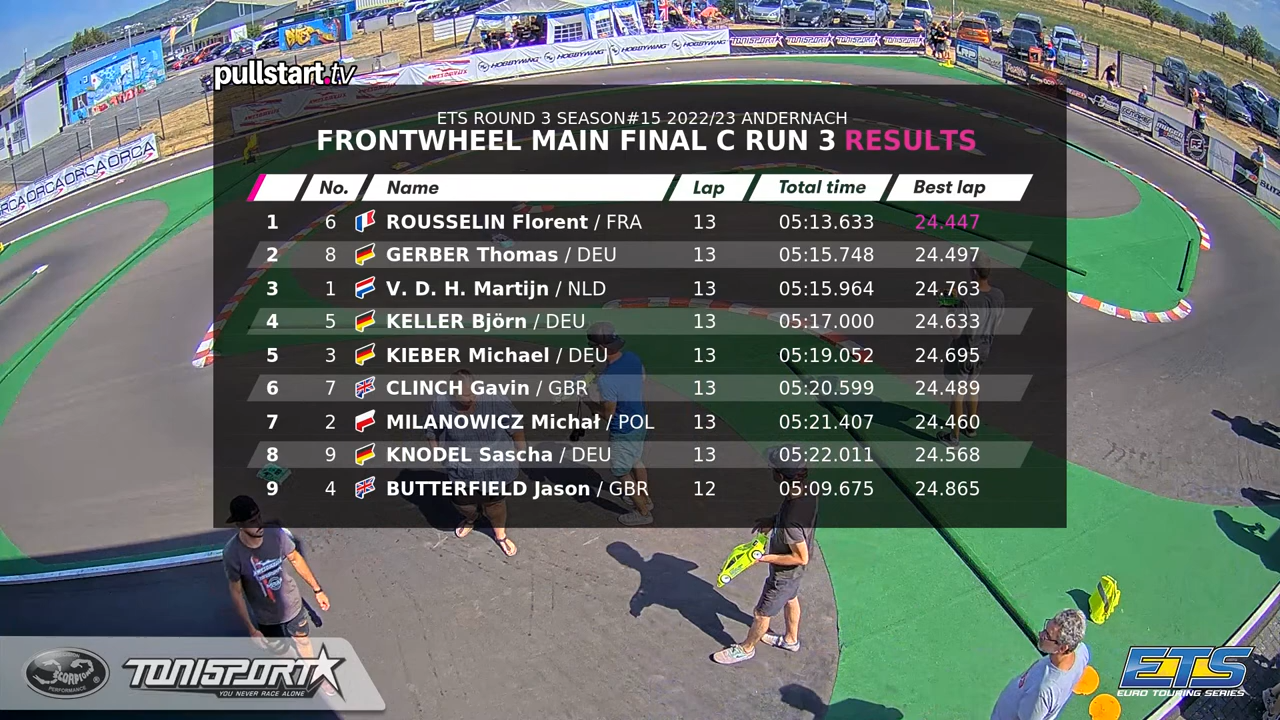 HOBBYWING HOBBYWING HOBBYWING
TONISPORT TONISPORT TONISPORT
pullstart tv
ORCA ORCA ORCA
ETS ROUND 3 SEASON#15 2022/23 ANDERNACH
FRONTWHEEL MAIN FINAL C RUN 3 RESULTS
No. Name Lap Total time Best lap
1 6 ROUSSELIN Florent / FRA 13 05:13.633 24.447
2 8 GERBER Thomas / DEU 13 05:15.748 24.497
3 1 V. D. H. Martijn / NLD 13 05:15.964 24.763
4 5 KELLER Björn / DEU 13 05:17.000 24.633
5 3 KIEBER Michael / DEU 13 05:19.052 24.695
6 7 CLINCH Gavin / GBR 13 05:20.599 24.489
7 2 MILANOWICZ Michał / POL 13 05:21.407 24.460
8 9 KNODEL Sascha / DEU 13 05:22.011 24.568
9 4 BUTTERFIELD Jason / GBR 12 05:09.675 24.865
SCORPION PERFORMANCE
TONISPORT
YOU NEVER RACE ALONE
ETS
EURO TOURING SERIES